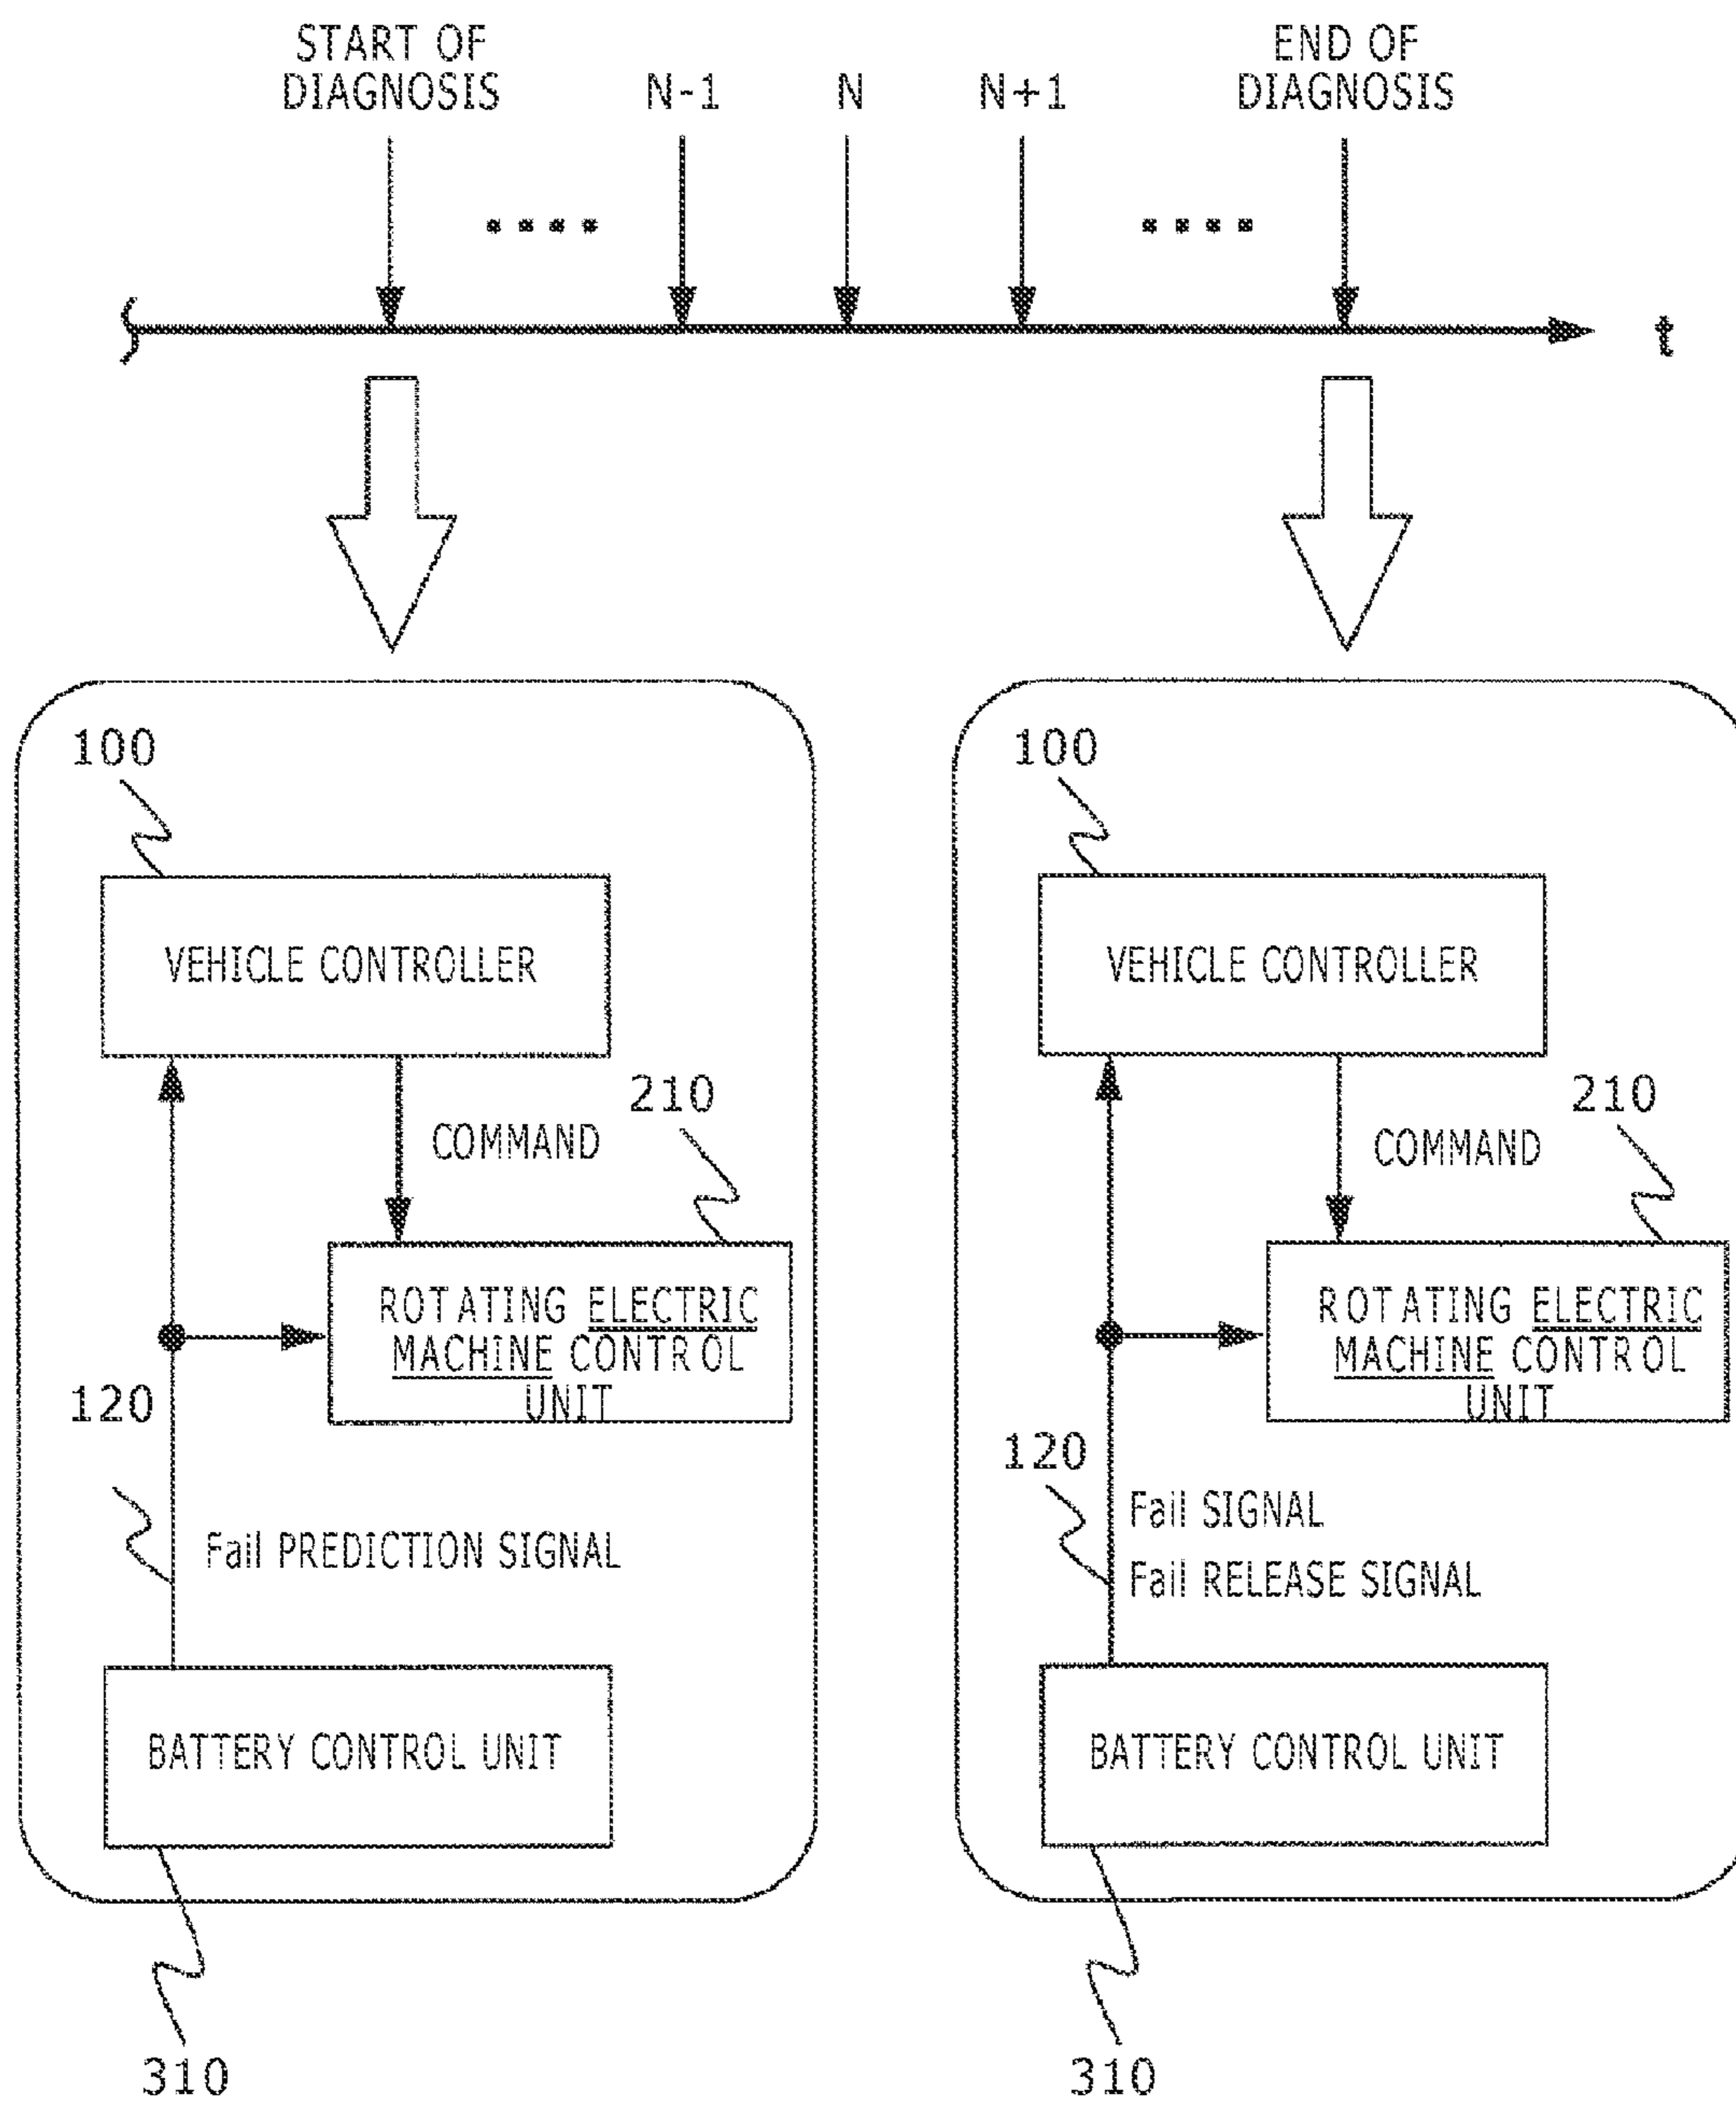 START OF
DIAGNOSIS
N-1
N
N+1
END OF
DIAGNOSIS
t
100
VEHICLE CONTROLLER
COMMAND
210
ROTATING ELECTRIC
MACHINE CONTROL
UNIT
120
Fail PREDICTION SIGNAL
BATTERY CONTROL UNIT
310
100
VEHICLE CONTROLLER
COMMAND
210
ROTATING ELECTRIC
MACHINE CONTROL
UNIT
120
Fail SIGNAL
Fail RELEASE SIGNAL
BATTERY CONTROL UNIT
310